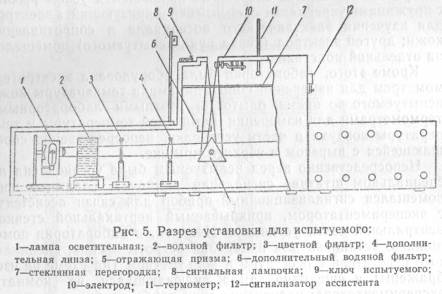 8 9 10 11 7 12
6
1 2 3 4
Рис. 5. Разрез установки для испытуемого:
1—лампа осветительная; 2—водяной фильтр; 3—цветной фильтр; 4—дополни-
тельная линза; 5—отражающая призма; 6—дополнительный водяной фильтр;
7—стеклянная перегородка; 8—сигнальная лампочка; 9—ключ испытуемого;
10—электрод; 11—термометр; 12—сигнализатор ассистента